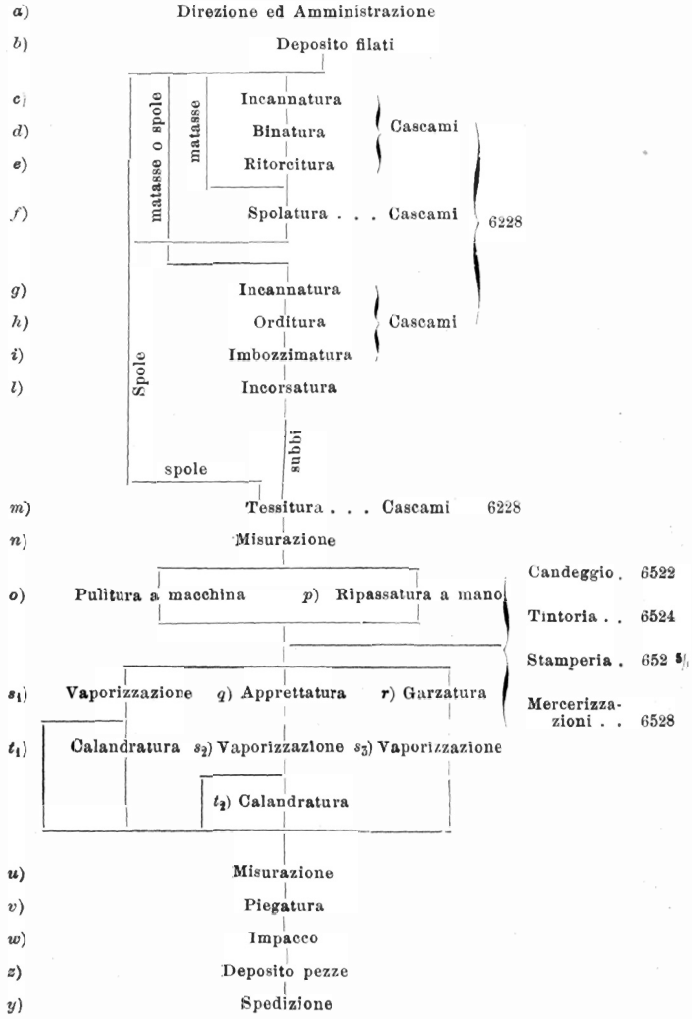 a) Direzione ed Amministrazione
b) Deposito filati
c) Incannatura
matasse o spole
matasse
Cascami
d) Binatura
e) Ritorcitura
f) Spolatura . . . Cascami
6228
g) Incannatura
h) Orditura Cascami
i) Imbozzimatura
Spole
l) Incorsatura
subbi
spole
m) Tessitura . . . Cascami 6228
n) Misurazione
Candeggio . 6522
o) Pulitura a macchina p) Ripassatura a mano
Tintoria . . 6524
Stamperia . 652
s₁) Vaporizzazione q) Apprettatura r) Garzatura
Mercerizza-
zioni . . 6528
t₁) Calandratura s₂) Vaporizzazione s₃) Vaporizzazione
t₂) Calandratura
u) Misurazione
v) Piegatura
w) Impacco
z) Deposito pezze
y) Spedizione